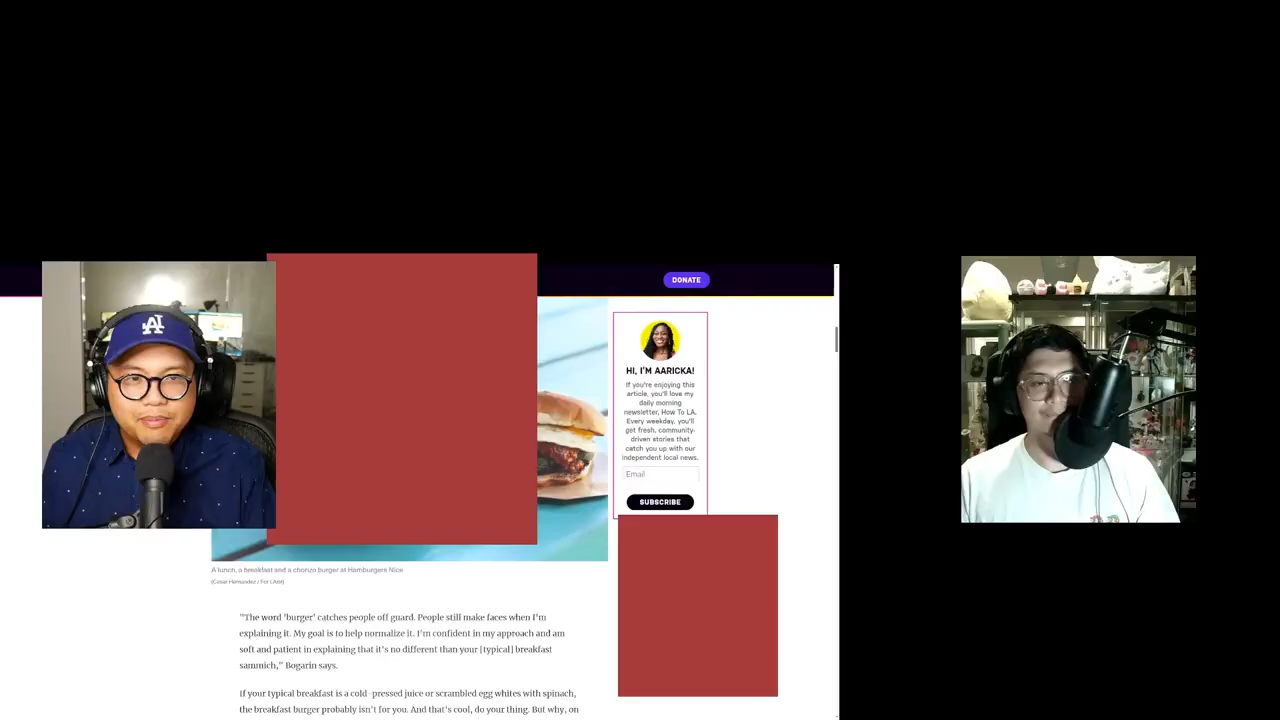 DONATE
LA
HI, I'M AARICKA!
If you're enjoying this
article, you'll love my
daily morning
newsletter, How To LA.
Every weekday, you'll
get fresh, community-
driven stories that
catch you up with our
independent local news.
Email
SUBSCRIBE
A lunch, a breakfast and a chorizo burger at Hamburgers Nice
(Cesar Hernandez / For LAist)
"The word 'burger' catches people off guard. People still make faces when I'm
explaining it. My goal is to help normalize it. I'm confident in my approach and am
soft and patient in explaining that it's no different than your [typical] breakfast
sammich," Bogarin says.
If your typical breakfast is a cold-pressed juice or scrambled egg whites with spinach,
the breakfast burger probably isn't for you. And that's cool, do your thing. But why, on